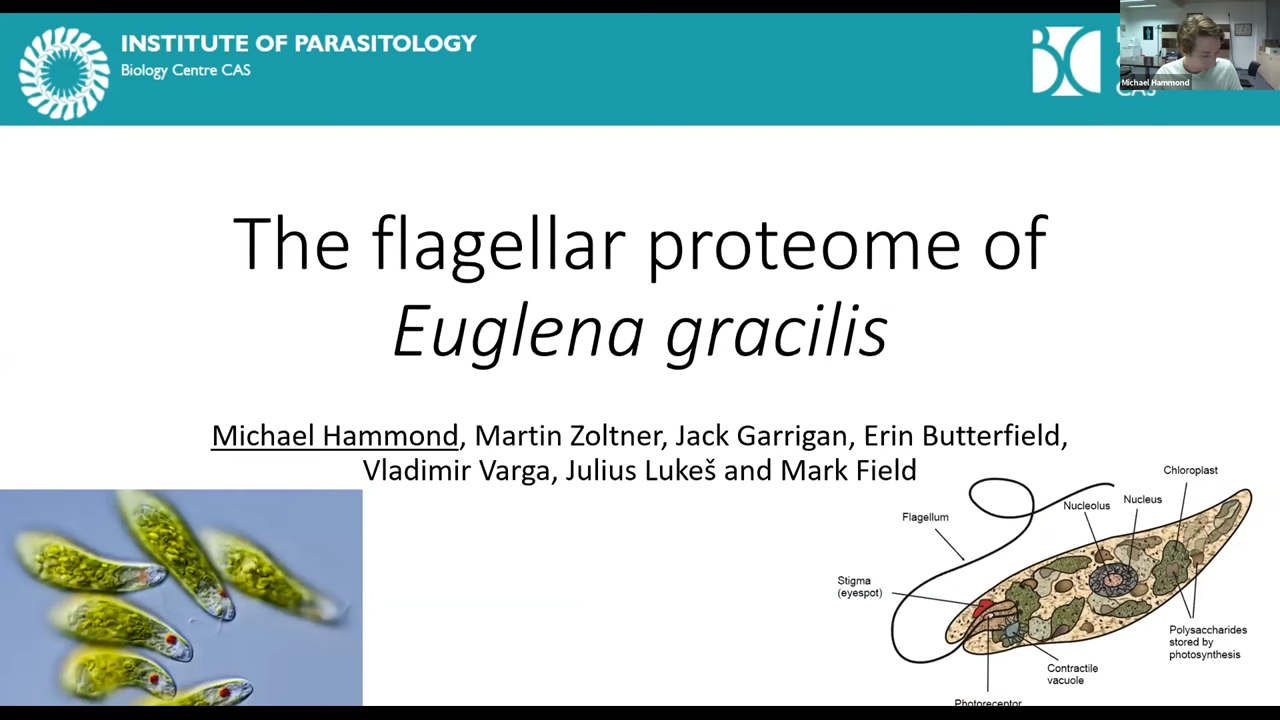 INSTITUTE OF PARASITOLOGY
Biology Centre CAS
BC
CAS
Michael Hammond
The flagellar proteome of
Euglena gracilis
Michael Hammond, Martin Zoltner, Jack Garrigan, Erin Butterfield,
Vladimir Varga, Julius Lukeš and Mark Field
Chloroplast
Nucleus
Nucleolus
Flagellum
Stigma
(eyespot)
Polysaccharides
stored by
photosynthesis
Contractile
vacuole
Photoreceptor